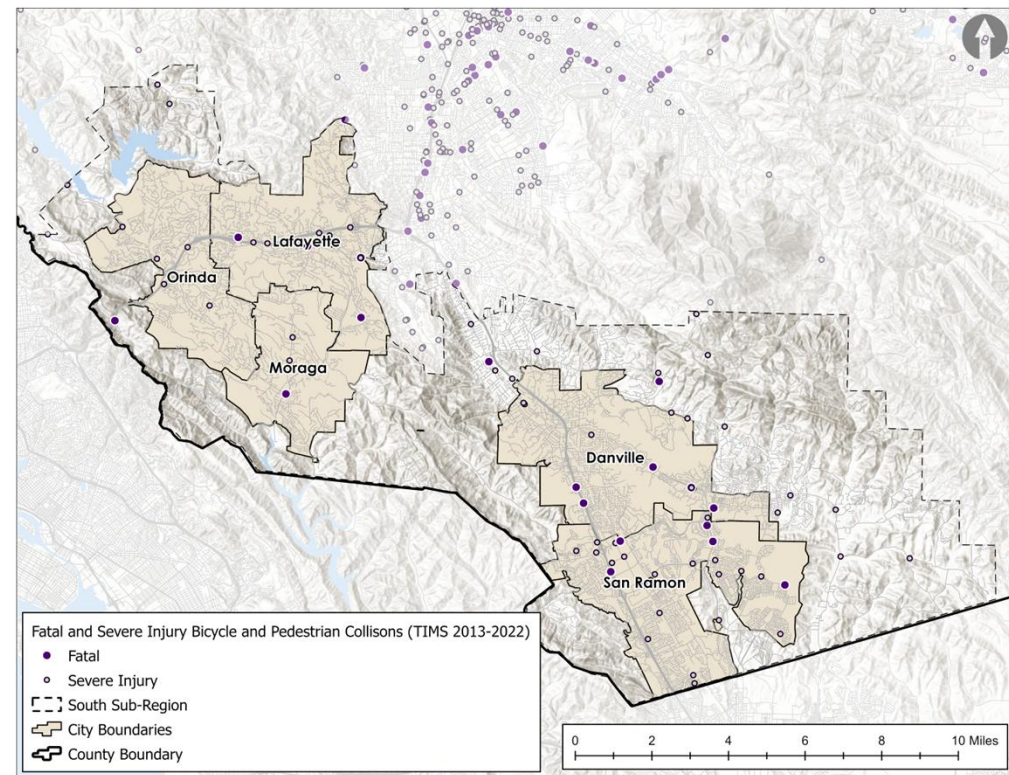 Lafayette
Orinda
Moraga
Danville
San Ramon
Fatal and Severe Injury Bicycle and Pedestrian Collisons (TIMS 2013-2022)
Fatal
Severe Injury
South Sub-Region
City Boundaries
County Boundary
0 2 4 6 8 10 Miles